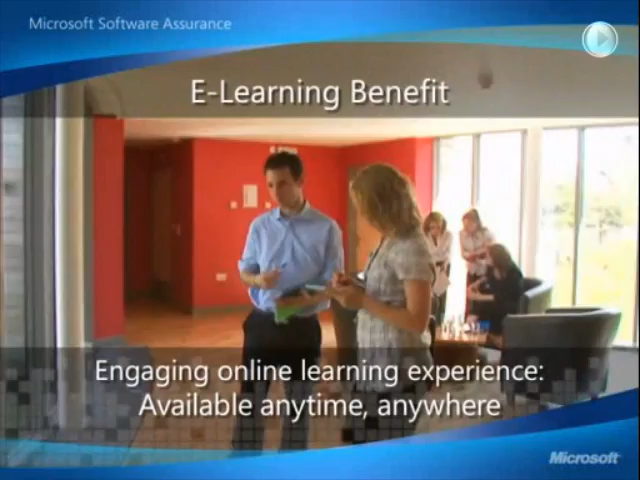 Microsoft Software Assurance
E-Learning Benefit
Engaging online learning experience:
Available anytime, anywhere
Microsoft